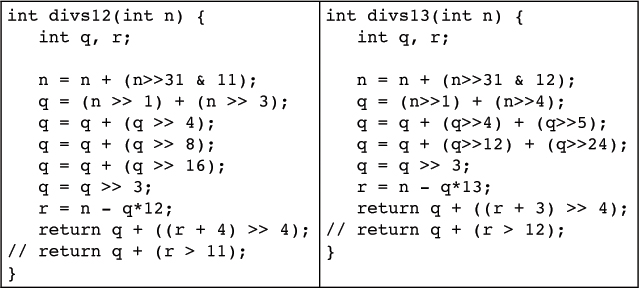 int divs12(int n) {
   int q, r;

   n = n + (n>>31 & 11);
   q = (n >> 1) + (n >> 3);
   q = q + (q >> 4);
   q = q + (q >> 8);
   q = q + (q >> 16);
   q = q >> 3;
   r = n - q*12;
   return q + ((r + 4) >> 4);
// return q + (r > 11);
}
int divs13(int n) {
   int q, r;

   n = n + (n>>31 & 12);
   q = (n>>1) + (n>>4);
   q = q + (q>>4) + (q>>5);
   q = q + (q>>12) + (q>>24);
   q = q >> 3;
   r = n - q*13;
   return q + ((r + 3) >> 4);
// return q + (r > 12);
}